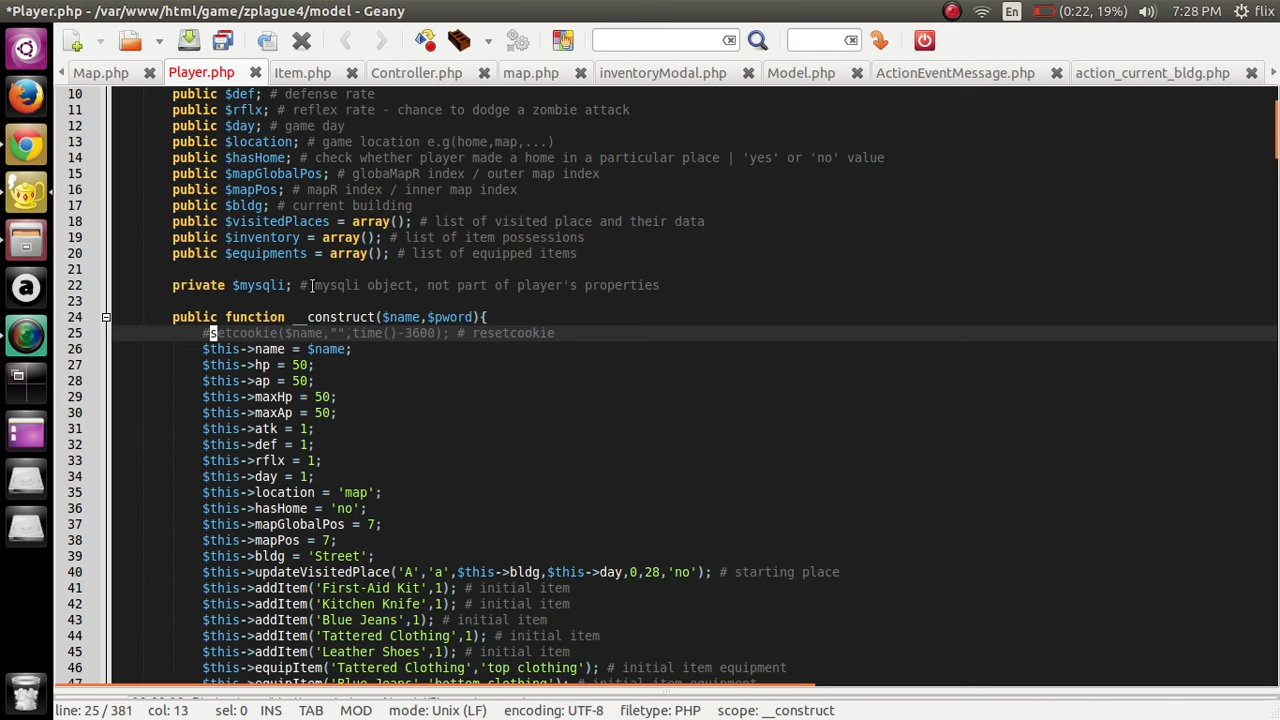 *Player.php - /var/www/html/game/zplague4/model - Geany
En (0:22, 19%) 7:28 PM flix
Map.php Player.php Item.php Controller.php map.php inventoryModal.php Model.php ActionEventMessage.php action_current_bldg.php
10 public $def; # defense rate
11 public $rflx; # reflex rate - chance to dodge a zombie attack
12 public $day; # game day
13 public $location; # game location e.g(home,map,...)
14 public $hasHome; # check whether player made a home in a particular place | 'yes' or 'no' value
15 public $mapGlobalPos; # globaMapR index / outer map index
16 public $mapPos; # mapR index / inner map index
17 public $bldg; # current building
18 public $visitedPlaces = array(); # list of visited place and their data
19 public $inventory = array(); # list of item possessions
20 public $equipments = array(); # list of equipped items
21
22 private $mysqli; # mysqli object, not part of player's properties
23
24 public function __construct($name,$pword){
25 #setcookie($name,"",time()-3600); # resetcookie
26 $this->name = $name;
27 $this->hp = 50;
28 $this->ap = 50;
29 $this->maxHp = 50;
30 $this->maxAp = 50;
31 $this->atk = 1;
32 $this->def = 1;
33 $this->rflx = 1;
34 $this->day = 1;
35 $this->location = 'map';
36 $this->hasHome = 'no';
37 $this->mapGlobalPos = 7;
38 $this->mapPos = 7;
39 $this->bldg = 'Street';
40 $this->updateVisitedPlace('A','a',$this->bldg,$this->day,0,28,'no'); # starting place
41 $this->addItem('First-Aid Kit',1); # initial item
42 $this->addItem('Kitchen Knife',1); # initial item
43 $this->addItem('Blue Jeans',1); # initial item
44 $this->addItem('Tattered Clothing',1); # initial item
45 $this->addItem('Leather Shoes',1); # initial item
46 $this->equipItem('Tattered Clothing','top clothing'); # initial item equipment
47 $this->equipItem('Blue Jeans','bottom clothing'); # initial item equipment
line: 25 / 381 col: 13 sel: 0 INS TAB MOD mode: Unix (LF) encoding: UTF-8 filetype: PHP scope: __construct